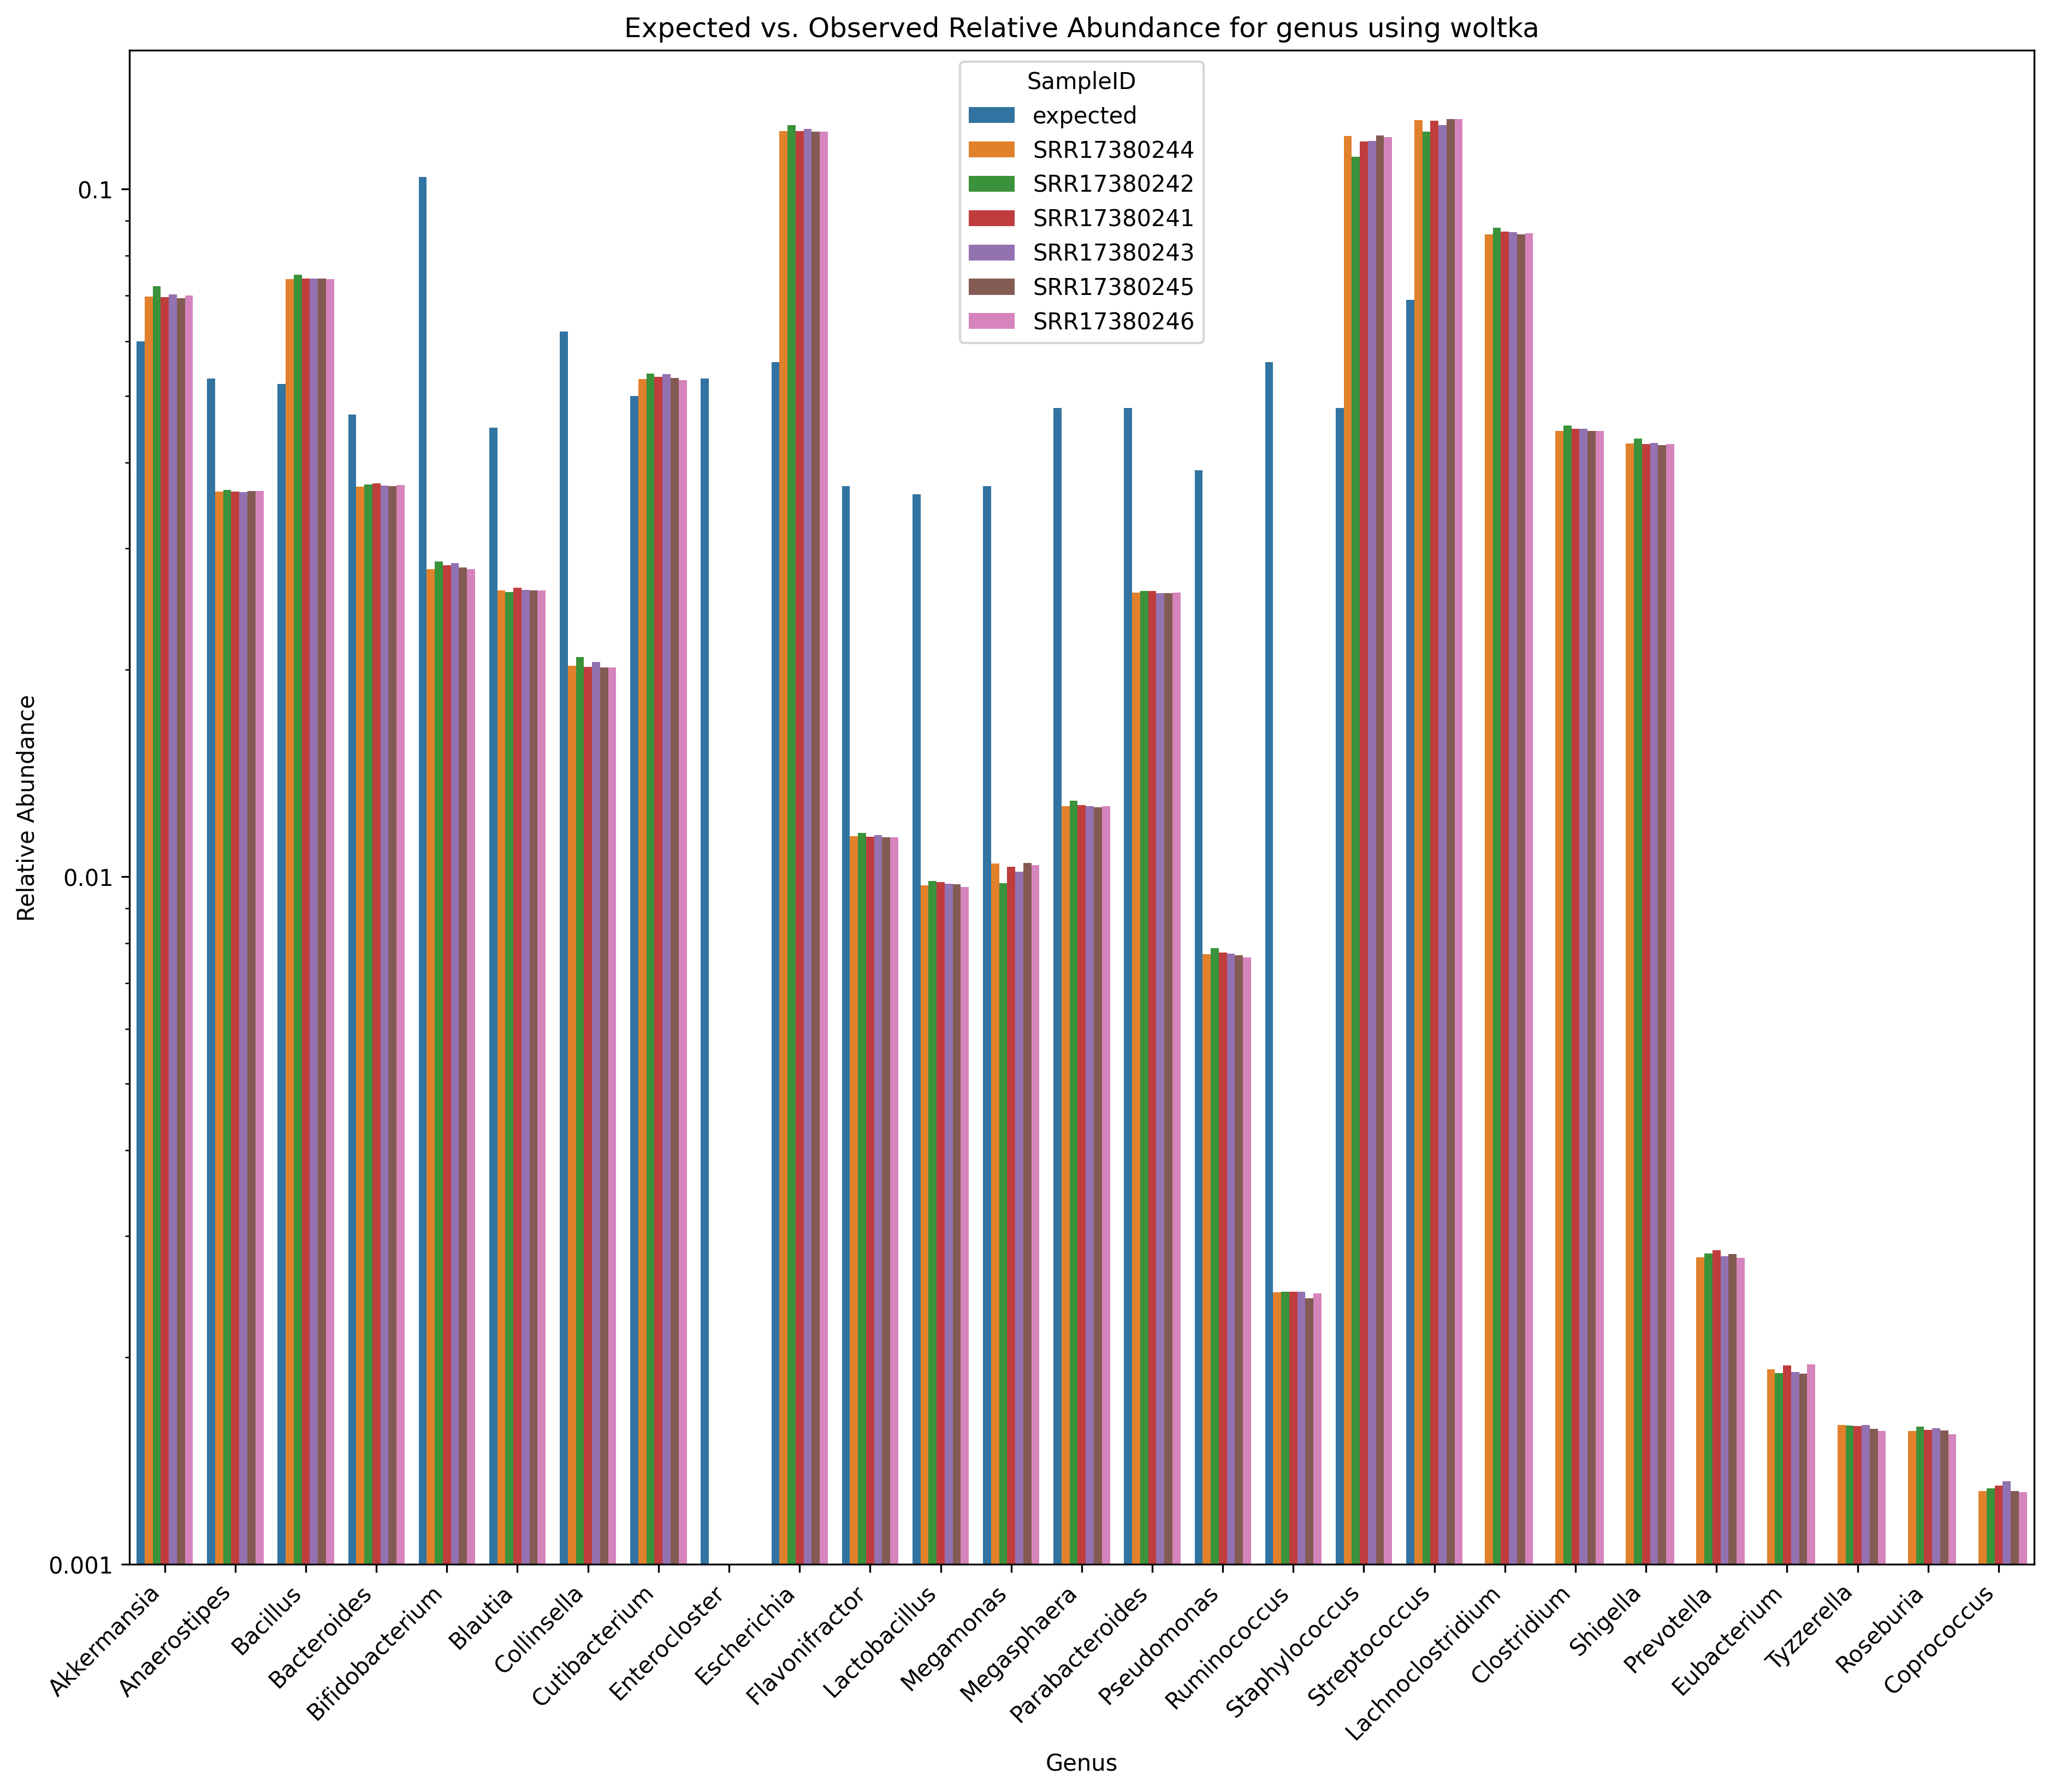 Expected vs. Observed Relative Abundance for genus using woltka
SampleID
expected
SRR17380244
SRR17380242
SRR17380241
SRR17380243
SRR17380245
SRR17380246
Relative Abundance
0.1
0.01
0.001
Akkermansia
Anaerostipes
Bacillus
Bacteroides
Bifidobacterium
Blautia
Collinsella
Cutibacterium
Enterocloster
Escherichia
Flavonifractor
Lactobacillus
Megamonas
Megasphaera
Parabacteroides
Pseudomonas
Ruminococcus
Staphylococcus
Streptococcus
Lachnoclostridium
Clostridium
Shigella
Prevotella
Eubacterium
Tyzzerella
Roseburia
Coprococcus
Genus